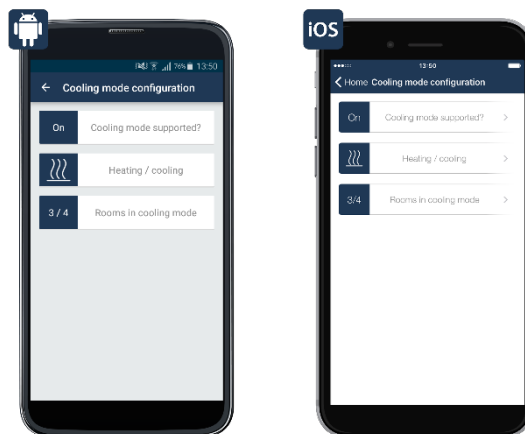 76% 13:50
Cooling mode configuration
On Cooling mode supported?
Heating / cooling
3 / 4 Rooms in cooling mode
iOS
13:50
Home Cooling mode configuration
On Cooling mode supported?
Heating / cooling
3/4 Rooms in cooling mode